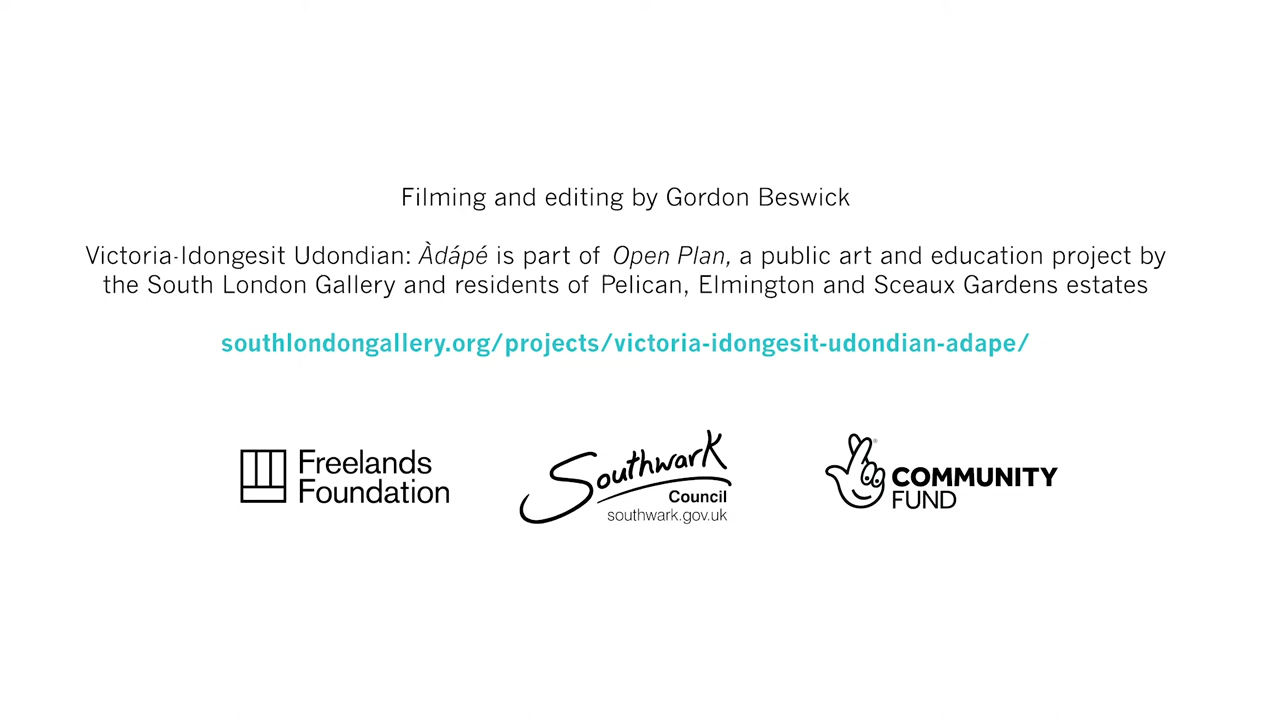 Filming and editing by Gordon Beswick
Victoria-Idongesit Udondian: Àdápé is part of Open Plan, a public art and education project by
the South London Gallery and residents of Pelican, Elmington and Sceaux Gardens estates
southlondongallery.org/projects/victoria-idongesit-udondian-adape/
Freelands
Foundation
Southwark
Council
southwark.gov.uk
COMMUNITY
FUND